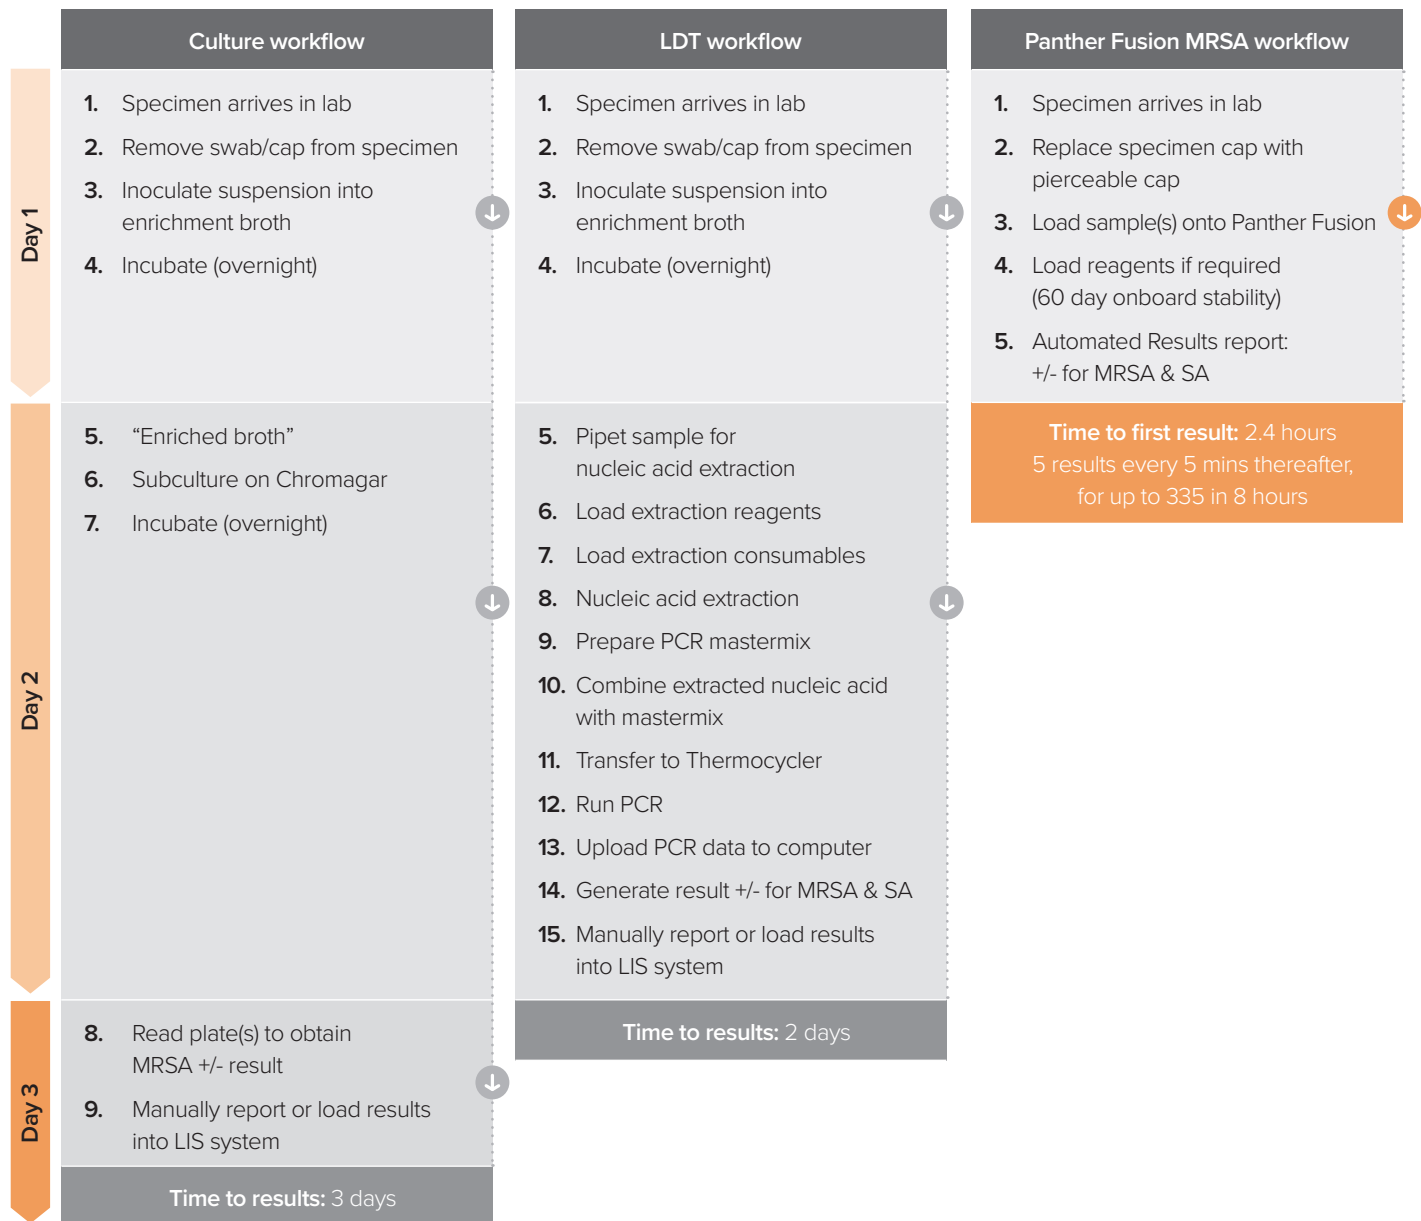 Culture workflow
LDT workflow
Panther Fusion MRSA workflow
Day 1
1. Specimen arrives in lab
2. Remove swab/cap from specimen
3. Inoculate suspension into
enrichment broth
4. Incubate (overnight)
1. Specimen arrives in lab
2. Remove swab/cap from specimen
3. Inoculate suspension into
enrichment broth
4. Incubate (overnight)
1. Specimen arrives in lab
2. Replace specimen cap with
pierceable cap
3. Load sample(s) onto Panther Fusion
4. Load reagents if required
(60 day onboard stability)
5. Automated Results report:
+/- for MRSA & SA
Time to first result: 2.4 hours
5 results every 5 mins thereafter,
for up to 335 in 8 hours
Day 2
5. “Enriched broth”
6. Subculture on Chromagar
7. Incubate (overnight)
5. Pipet sample for
nucleic acid extraction
6. Load extraction reagents
7. Load extraction consumables
8. Nucleic acid extraction
9. Prepare PCR mastermix
10. Combine extracted nucleic acid
with mastermix
11. Transfer to Thermocycler
12. Run PCR
13. Upload PCR data to computer
14. Generate result +/- for MRSA & SA
15. Manually report or load results
into LIS system
Time to results: 2 days
Day 3
8. Read plate(s) to obtain
MRSA +/- result
9. Manually report or load results
into LIS system
Time to results: 3 days